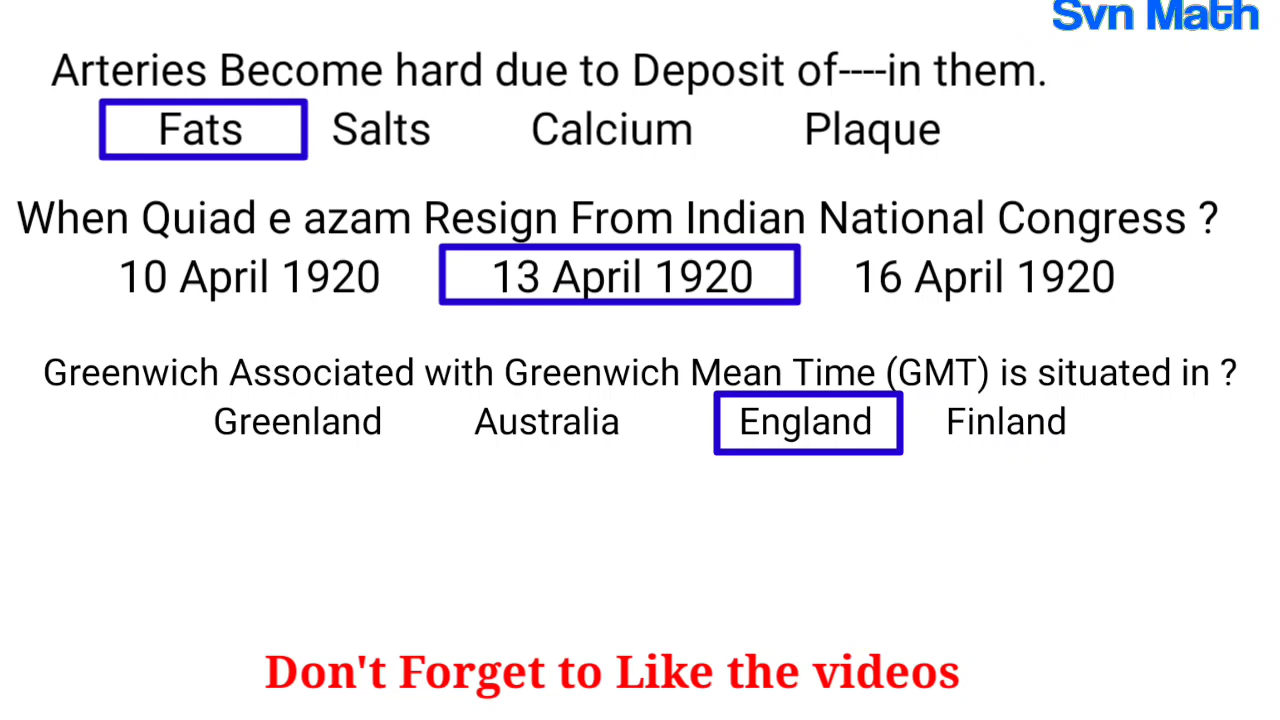 Svn Math
Arteries Become hard due to Deposit of----in them.
Fats Salts Calcium Plaque
When Quiad e azam Resign From Indian National Congress ?
10 April 1920 13 April 1920 16 April 1920
Greenwich Associated with Greenwich Mean Time (GMT) is situated in ?
Greenland Australia England Finland
Don't Forget to Like the videos